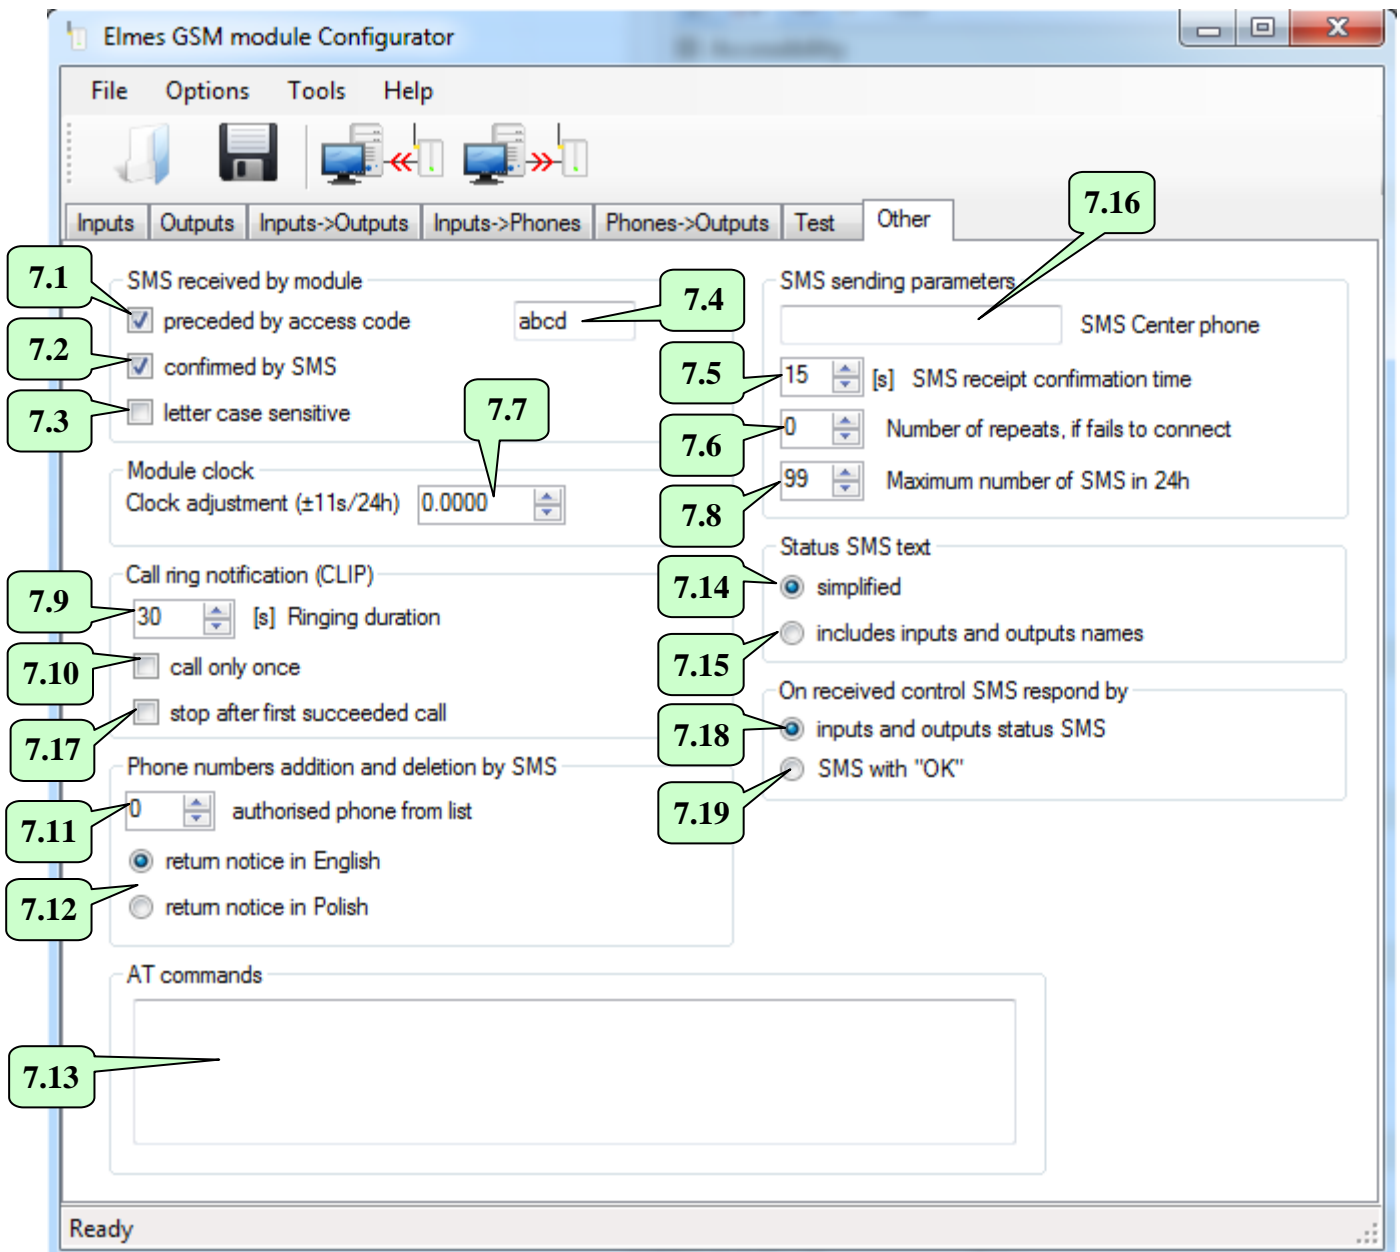 Elmes GSM module Configurator
File Options Tools Help
Inputs Outputs Inputs->Outputs Inputs->Phones Phones->Outputs Test Other
7.16
7.1
SMS received by module
preceded by access code abcd
7.4
7.2
confirmed by SMS
7.3
letter case sensitive
7.7
Module clock
Clock adjustment (±11s/24h) 0.0000
Call ring notification (CLIP)
7.9
30 [s] Ringing duration
7.10
call only once
7.17
stop after first succeeded call
Phone numbers addition and deletion by SMS
7.11
0 authorised phone from list
return notice in English
7.12
return notice in Polish
SMS sending parameters
SMS Center phone
7.5
15 [s] SMS receipt confirmation time
7.6
0 Number of repeats, if fails to connect
7.8
99 Maximum number of SMS in 24h
Status SMS text
7.14
simplified
7.15
includes inputs and outputs names
On received control SMS respond by
7.18
inputs and outputs status SMS
7.19
SMS with "OK"
AT commands
7.13
Ready